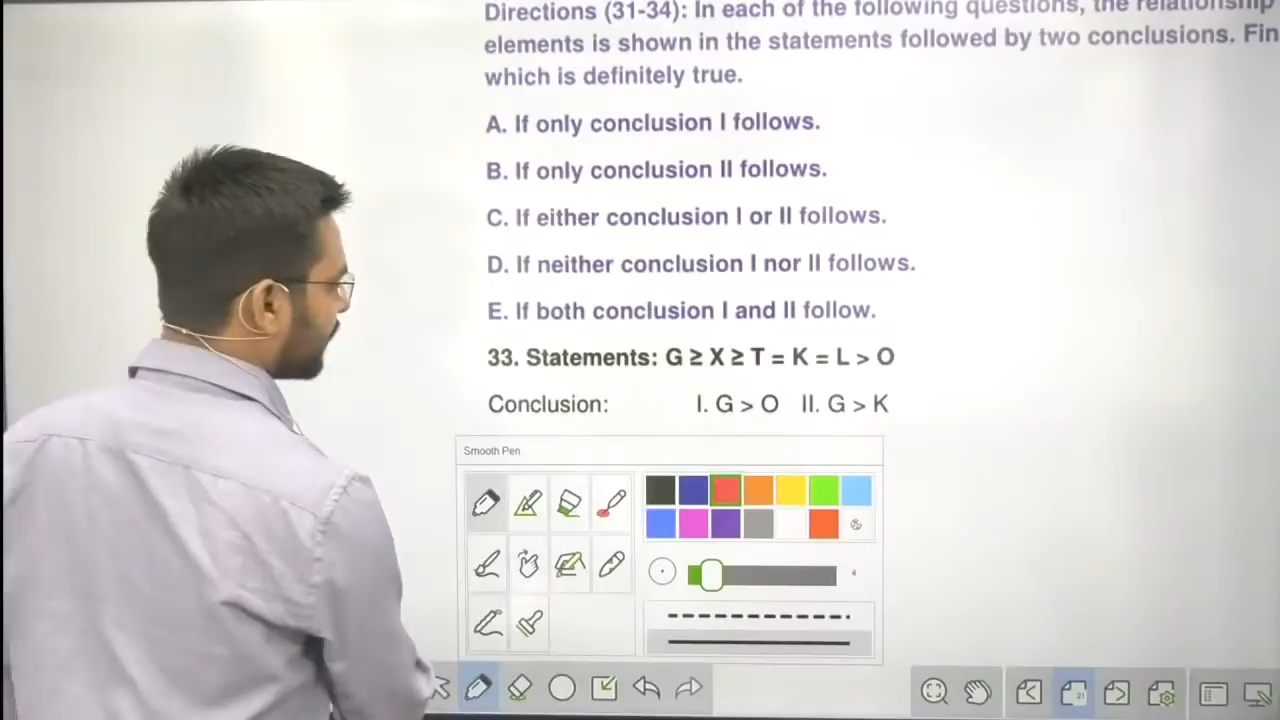 Directions (31-34): In each of the following questions, the relationship
elements is shown in the statements followed by two conclusions. Fin
which is definitely true.
A. If only conclusion I follows.
B. If only conclusion II follows.
C. If either conclusion I or II follows.
D. If neither conclusion I nor II follows.
E. If both conclusion I and II follow.
33. Statements: G ≥ X ≥ T = K = L > O
Conclusion: I. G > O II. G > K
Smooth Pen
4
21